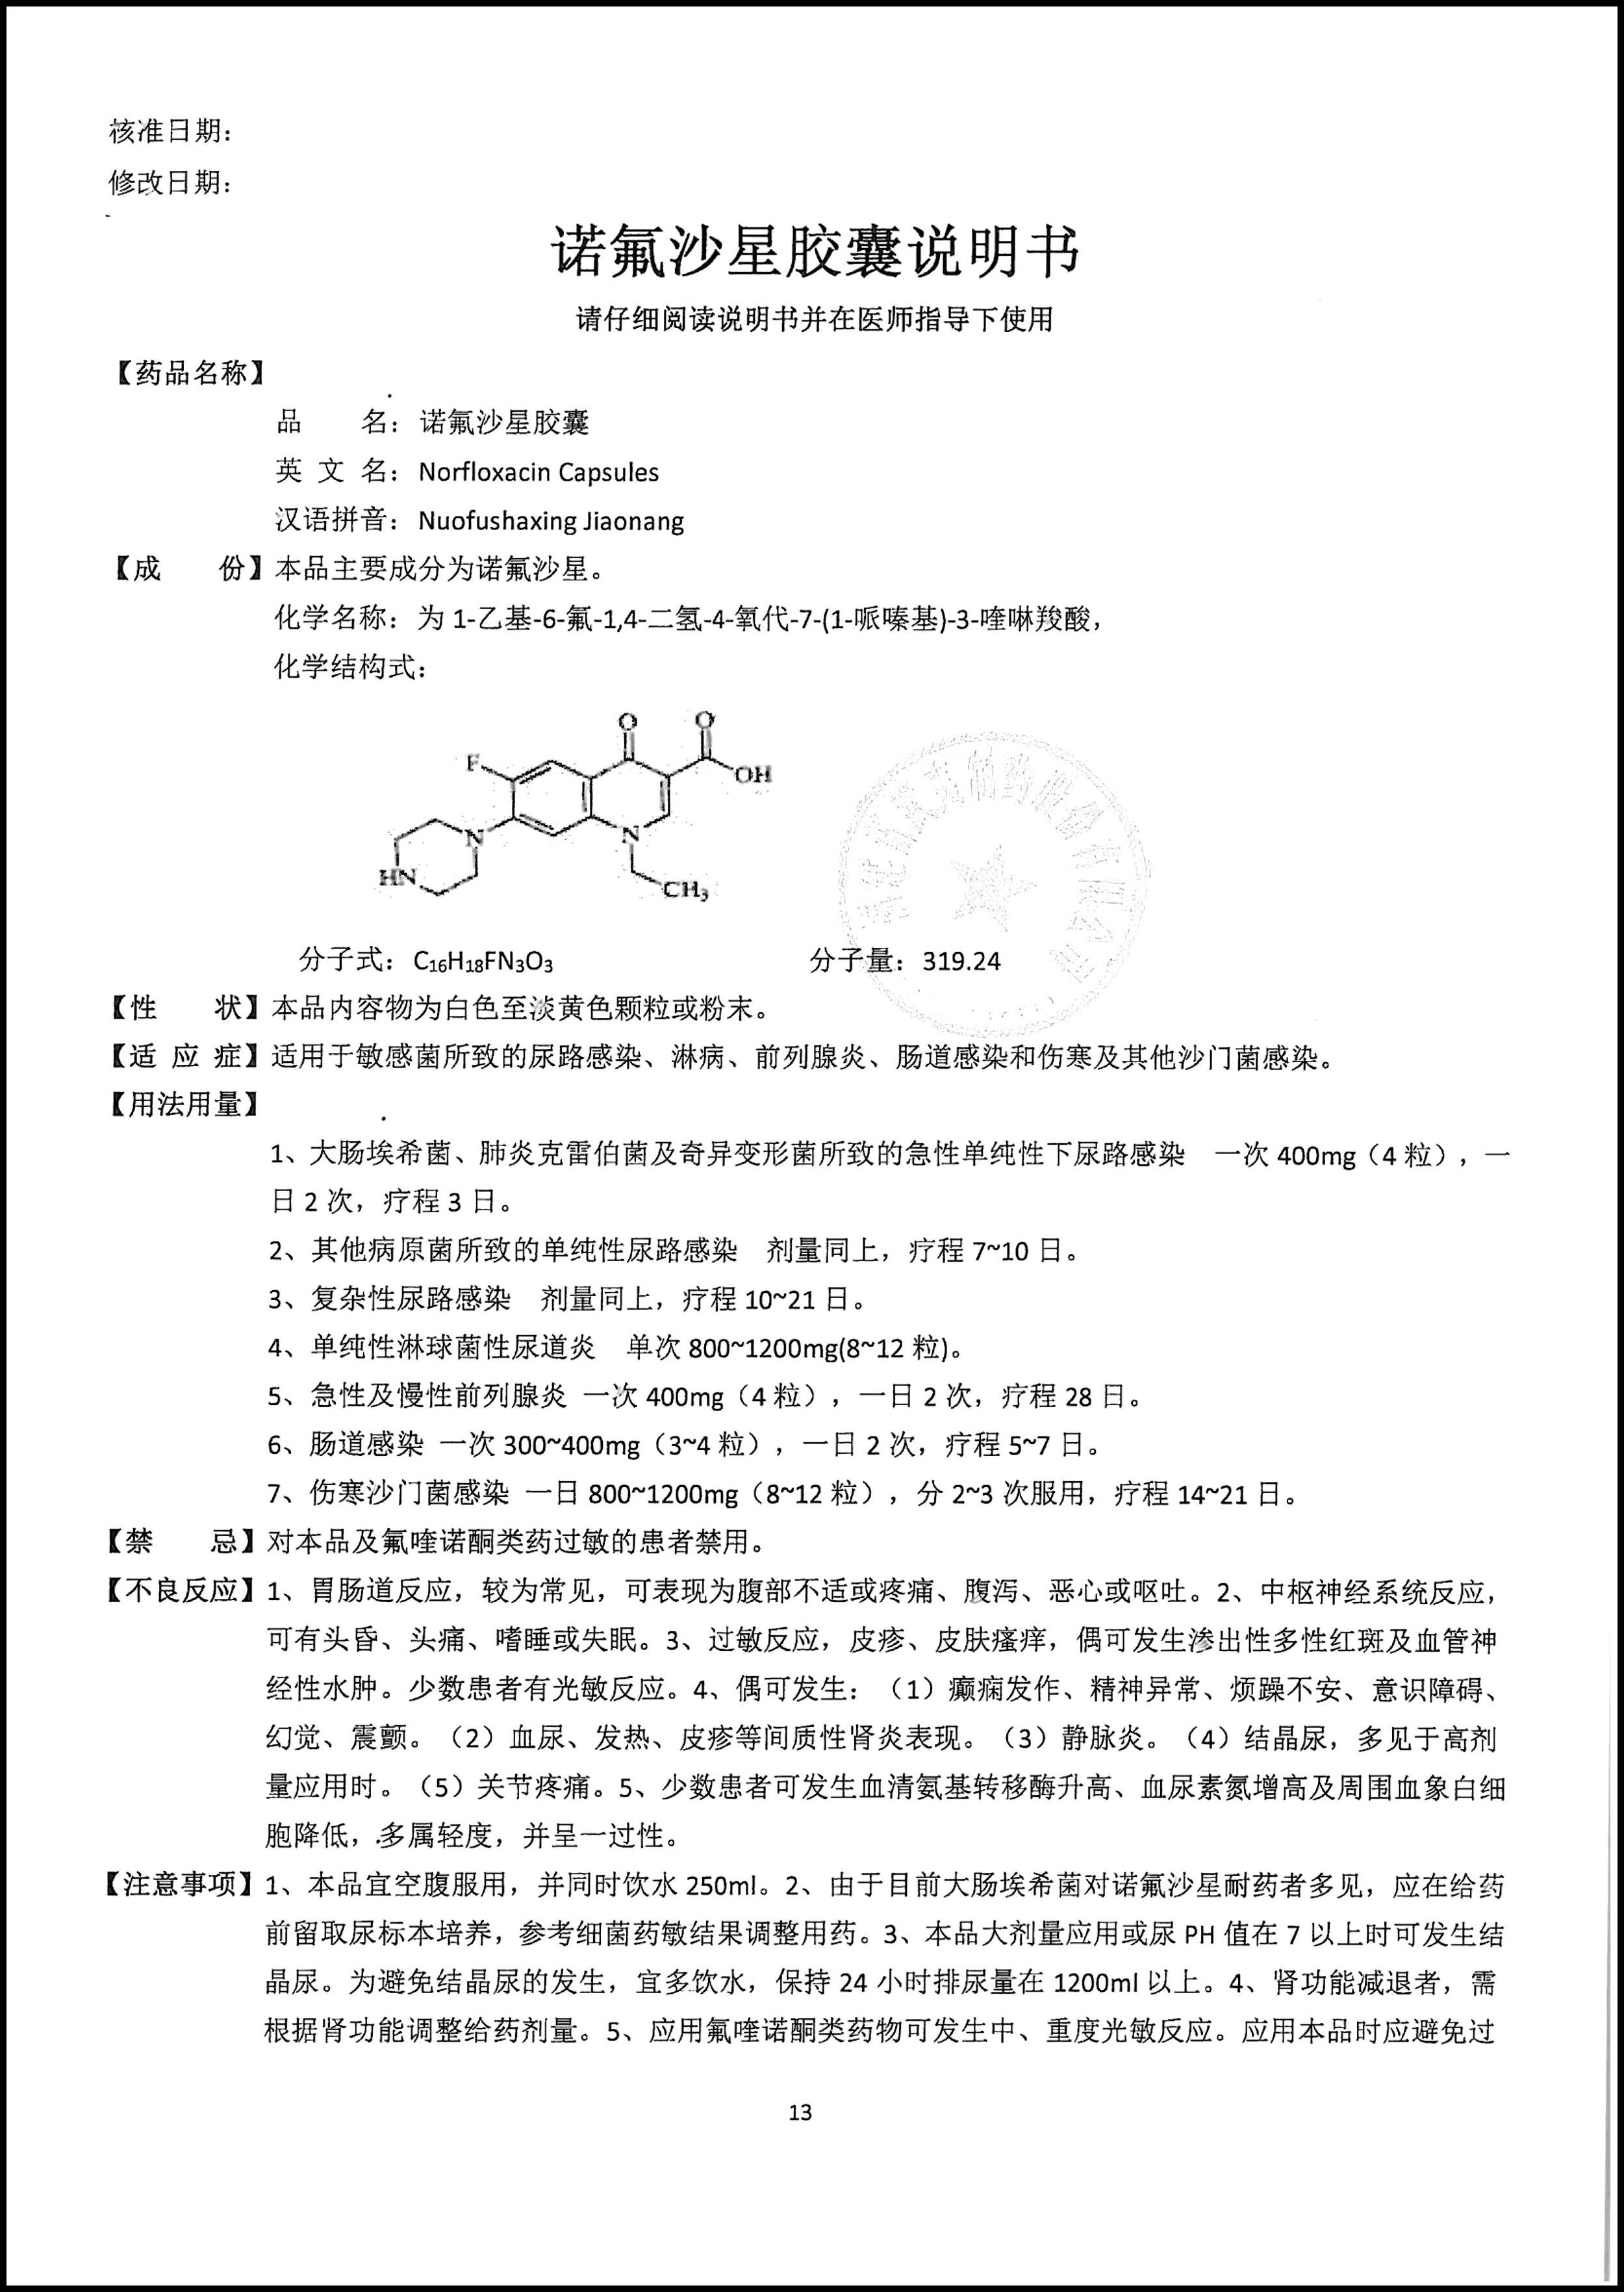 核准日期：
修改日期：
诺氟沙星胶囊说明书
请仔细阅读说明书并在医师指导下使用
【药品名称】
品 名：诺氟沙星胶囊
英 文 名：Norfloxacin Capsules
汉语拼音：Nuofushaxing Jiaonang
【成 份】本品主要成分为诺氟沙星。
化学名称：为 1-乙基-6-氟-1,4-二氢-4-氧代-7-(1-哌嗪基)-3-喹啉羧酸，
化学结构式：
O O
F
OH
N N
HN
CH₃
分子式：C₁₆H₁₈FN₃O₃ 分子量：319.24
制药股份有限公司
【性 状】本品内容物为白色至淡黄色颗粒或粉末。
【适 应 症】适用于敏感菌所致的尿路感染、淋病、前列腺炎、肠道感染和伤寒及其他沙门菌感染。
【用法用量】
1、大肠埃希菌、肺炎克雷伯菌及奇异变形菌所致的急性单纯性下尿路感染 一次 400mg（4 粒），一
日 2 次，疗程 3 日。
2、其他病原菌所致的单纯性尿路感染 剂量同上，疗程 7~10 日。
3、复杂性尿路感染 剂量同上，疗程 10~21 日。
4、单纯性淋球菌性尿道炎 单次 800~1200mg(8~12 粒)。
5、急性及慢性前列腺炎 一次 400mg（4 粒），一日 2 次，疗程 28 日。
6、肠道感染 一次 300~400mg（3~4 粒），一日 2 次，疗程 5~7 日。
7、伤寒沙门菌感染 一日 800~1200mg（8~12 粒），分 2~3 次服用，疗程 14~21 日。
【禁 忌】对本品及氟喹诺酮类药过敏的患者禁用。
【不良反应】1、胃肠道反应，较为常见，可表现为腹部不适或疼痛、腹泻、恶心或呕吐。2、中枢神经系统反应，
可有头昏、头痛、嗜睡或失眠。3、过敏反应，皮疹、皮肤瘙痒，偶可发生渗出性多性红斑及血管神
经性水肿。少数患者有光敏反应。4、偶可发生：（1）癫痫发作、精神异常、烦躁不安、意识障碍、
幻觉、震颤。（2）血尿、发热、皮疹等间质性肾炎表现。（3）静脉炎。（4）结晶尿，多见于高剂
量应用时。（5）关节疼痛。5、少数患者可发生血清氨基转移酶升高、血尿素氮增高及周围血象白细
胞降低，多属轻度，并呈一过性。
【注意事项】1、本品宜空腹服用，并同时饮水 250ml。2、由于目前大肠埃希菌对诺氟沙星耐药者多见，应在给药
前留取尿标本培养，参考细菌药敏结果调整用药。3、本品大剂量应用或尿 PH 值在 7 以上时可发生结
晶尿。为避免结晶尿的发生，宜多饮水，保持 24 小时排尿量在 1200ml 以上。4、肾功能减退者，需
根据肾功能调整给药剂量。5、应用氟喹诺酮类药物可发生中、重度光敏反应。应用本品时应避免过
13